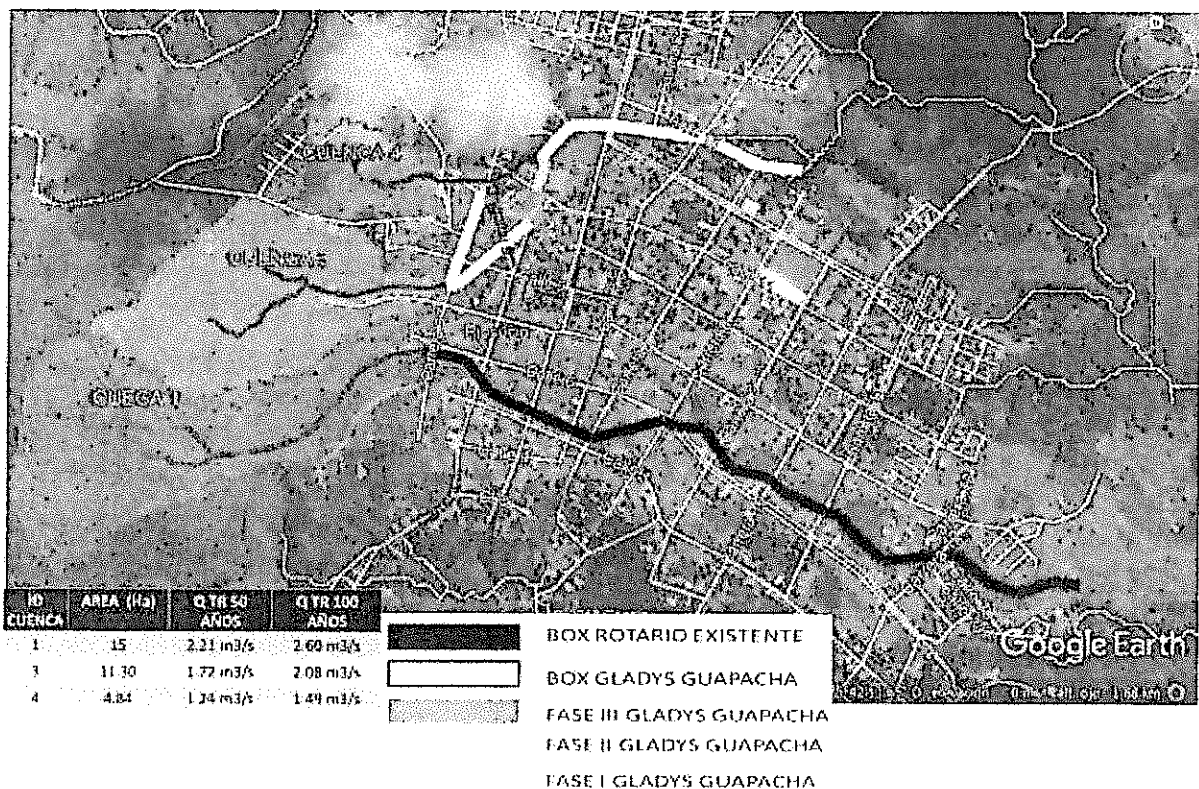 CUENCA 4
CUENCA 3
CUECA 1
ID CUENCA AREA (Ha) Q TR 50 AÑOS Q TR 100 AÑOS
1 15 2.21 m3/s 2.60 m3/s
3 11.30 1.72 m3/s 2.08 m3/s
4 4.84 1.24 m3/s 1.49 m3/s
BOX ROTARIO EXISTENTE
BOX GLADYS GUAPACHA
FASE III GLADYS GUAPACHA
FASE II GLADYS GUAPACHA
FASE I GLADYS GUAPACHA
Google Earth